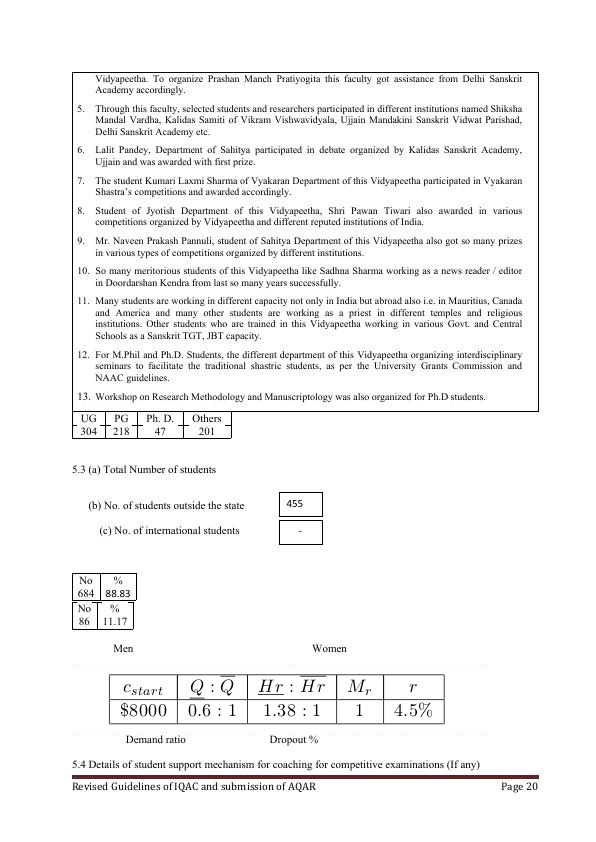 Vidyapeetha. To organize Prashan Manch Pratiyogita this faculty got assistance from Delhi Sanskrit
Academy accordingly.
5. Through this faculty, selected students and researchers participated in different institutions named Shiksha
Mandal Vardha, Kalidas Samiti of Vikram Vishwavidyala, Ujjain Mandakini Sanskrit Vidwat Parishad,
Delhi Sanskrit Academy etc.
6. Lalit Pandey, Department of Sahitya participated in debate organized by Kalidas Sanskrit Academy,
Ujjain and was awarded with first prize.
7. The student Kumari Laxmi Sharma of Vyakaran Department of this Vidyapeetha participated in Vyakaran
Shastra's competitions and awarded accordingly.
8. Student of Jyotish Department of this Vidyapeetha, Shri Pawan Tiwari also awarded in various
competitions organized by Vidyapeetha and different reputed institutions of India.
9. Mr. Naveen Prakash Pannuli, student of Sahitya Department of this Vidyapeetha also got so many prizes
in various types of competitions organized by different institutions.
10. So many meritorious students of this Vidyapeetha like Sadhna Sharma working as a news reader / editor
in Doordarshan Kendra from last so many years successfully.
11. Many students are working in different capacity not only in India but abroad also i.e. in Mauritius, Canada
and America and many other students are working as a priest in different temples and religious
institutions. Other students who are trained in this Vidyapeetha working in various Govt. and Central
Schools as a Sanskrit TGT, JBT capacity.
12. For M.Phil and Ph.D. Students, the different department of this Vidyapeetha organizing interdisciplinary
seminars to facilitate the traditional shastric students, as per the University Grants Commission and
NAAC guidelines.
13. Workshop on Research Methodology and Manuscriptology was also organized for Ph.D students.
UG PG Ph. D. Others
304 218 47 201
5.3 (a) Total Number of students
(b) No. of students outside the state 455
(c) No. of international students -
No %
684 88.83
No %
86 11.17
Men Women
c_start Q : Q̅ Hr : H̅r̅ M_r r
$8000 0.6 : 1 1.38 : 1 1 4.5%
Demand ratio Dropout %
5.4 Details of student support mechanism for coaching for competitive examinations (If any)
Revised Guidelines of IQAC and submission of AQAR Page 20